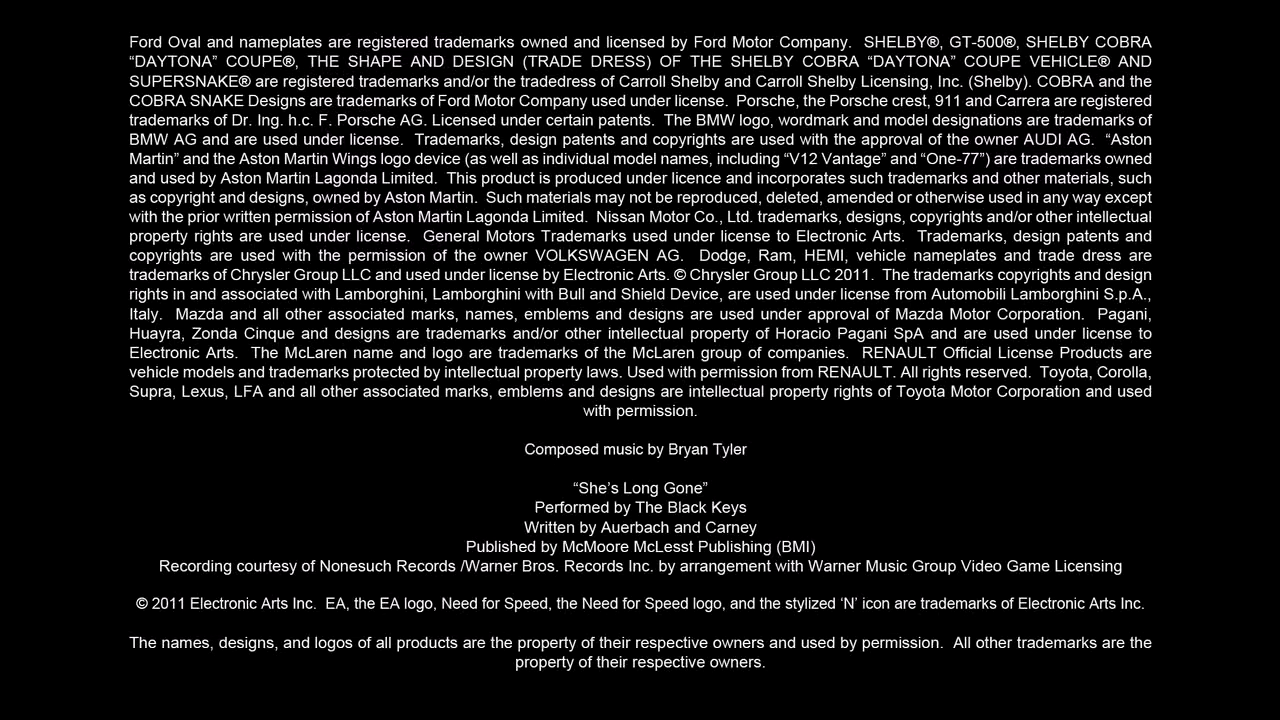 Ford Oval and nameplates are registered trademarks owned and licensed by Ford Motor Company.  SHELBY®, GT-500®, SHELBY COBRA
“DAYTONA” COUPE®, THE SHAPE AND DESIGN (TRADE DRESS) OF THE SHELBY COBRA “DAYTONA” COUPE VEHICLE® AND
SUPERSNAKE® are registered trademarks and/or the tradedress of Carroll Shelby and Carroll Shelby Licensing, Inc. (Shelby). COBRA and the
COBRA SNAKE Designs are trademarks of Ford Motor Company used under license.  Porsche, the Porsche crest, 911 and Carrera are registered
trademarks of Dr. Ing. h.c. F. Porsche AG. Licensed under certain patents.  The BMW logo, wordmark and model designations are trademarks of
BMW AG and are used under license.  Trademarks, design patents and copyrights are used with the approval of the owner AUDI AG.  “Aston
Martin” and the Aston Martin Wings logo device (as well as individual model names, including “V12 Vantage” and “One-77”) are trademarks owned
and used by Aston Martin Lagonda Limited.  This product is produced under licence and incorporates such trademarks and other materials, such
as copyright and designs, owned by Aston Martin.  Such materials may not be reproduced, deleted, amended or otherwise used in any way except
with the prior written permission of Aston Martin Lagonda Limited.  Nissan Motor Co., Ltd. trademarks, designs, copyrights and/or other intellectual
property rights are used under license.  General Motors Trademarks used under license to Electronic Arts.  Trademarks, design patents and
copyrights are used with the permission of the owner VOLKSWAGEN AG.  Dodge, Ram, HEMI, vehicle nameplates and trade dress are
trademarks of Chrysler Group LLC and used under license by Electronic Arts. © Chrysler Group LLC 2011.  The trademarks copyrights and design
rights in and associated with Lamborghini, Lamborghini with Bull and Shield Device, are used under license from Automobili Lamborghini S.p.A.,
Italy.  Mazda and all other associated marks, names, emblems and designs are used under approval of Mazda Motor Corporation.  Pagani,
Huayra, Zonda Cinque and designs are trademarks and/or other intellectual property of Horacio Pagani SpA and are used under license to
Electronic Arts.  The McLaren name and logo are trademarks of the McLaren group of companies.  RENAULT Official License Products are
vehicle models and trademarks protected by intellectual property laws. Used with permission from RENAULT. All rights reserved.  Toyota, Corolla,
Supra, Lexus, LFA and all other associated marks, emblems and designs are intellectual property rights of Toyota Motor Corporation and used
with permission.
Composed music by Bryan Tyler
“She’s Long Gone”
Performed by The Black Keys
Written by Auerbach and Carney
Published by McMoore McLesst Publishing (BMI)
Recording courtesy of Nonesuch Records /Warner Bros. Records Inc. by arrangement with Warner Music Group Video Game Licensing
© 2011 Electronic Arts Inc.  EA, the EA logo, Need for Speed, the Need for Speed logo, and the stylized ‘N’ icon are trademarks of Electronic Arts Inc.
The names, designs, and logos of all products are the property of their respective owners and used by permission.  All other trademarks are the
property of their respective owners.